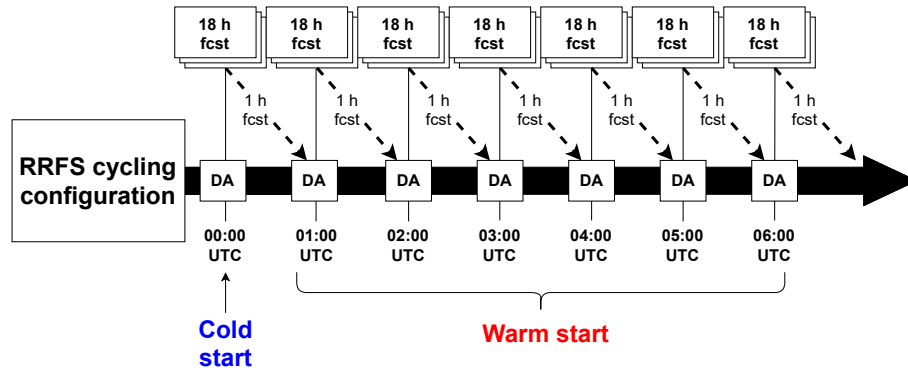 18 h 18 h 18 h 18 h 18 h 18 h 18 h
fcst fcst fcst fcst fcst fcst fcst
1 h 1 h 1 h 1 h 1 h 1 h 1 h
fcst fcst fcst fcst fcst fcst fcst
RRFS cycling
configuration
DA DA DA DA DA DA DA
00:00 01:00 02:00 03:00 04:00 05:00 06:00
UTC UTC UTC UTC UTC UTC UTC
Cold
start
Warm start